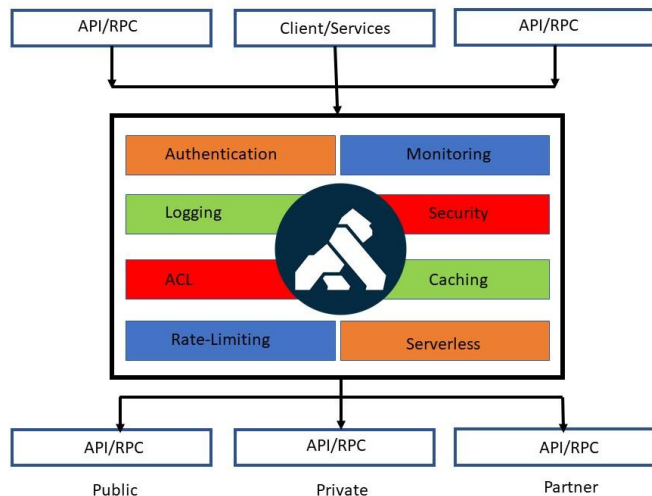 API/RPC
Client/Services
API/RPC
Authentication
Monitoring
Logging
Security
ACL
Caching
Rate-Limiting
Serverless
API/RPC
API/RPC
API/RPC
Public
Private
Partner